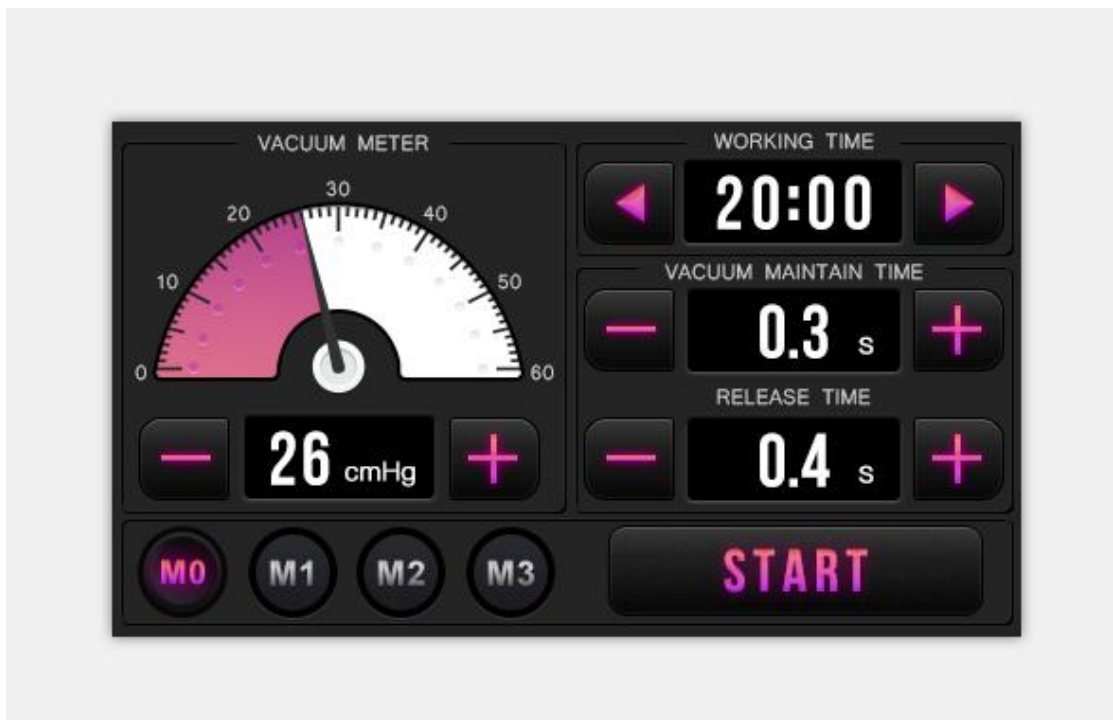 VACUUM METER
0
10
20
30
40
50
60
26 cmHg
WORKING TIME
20:00
VACUUM MAINTAIN TIME
0.3 s
RELEASE TIME
0.4 s
M0 M1 M2 M3
START